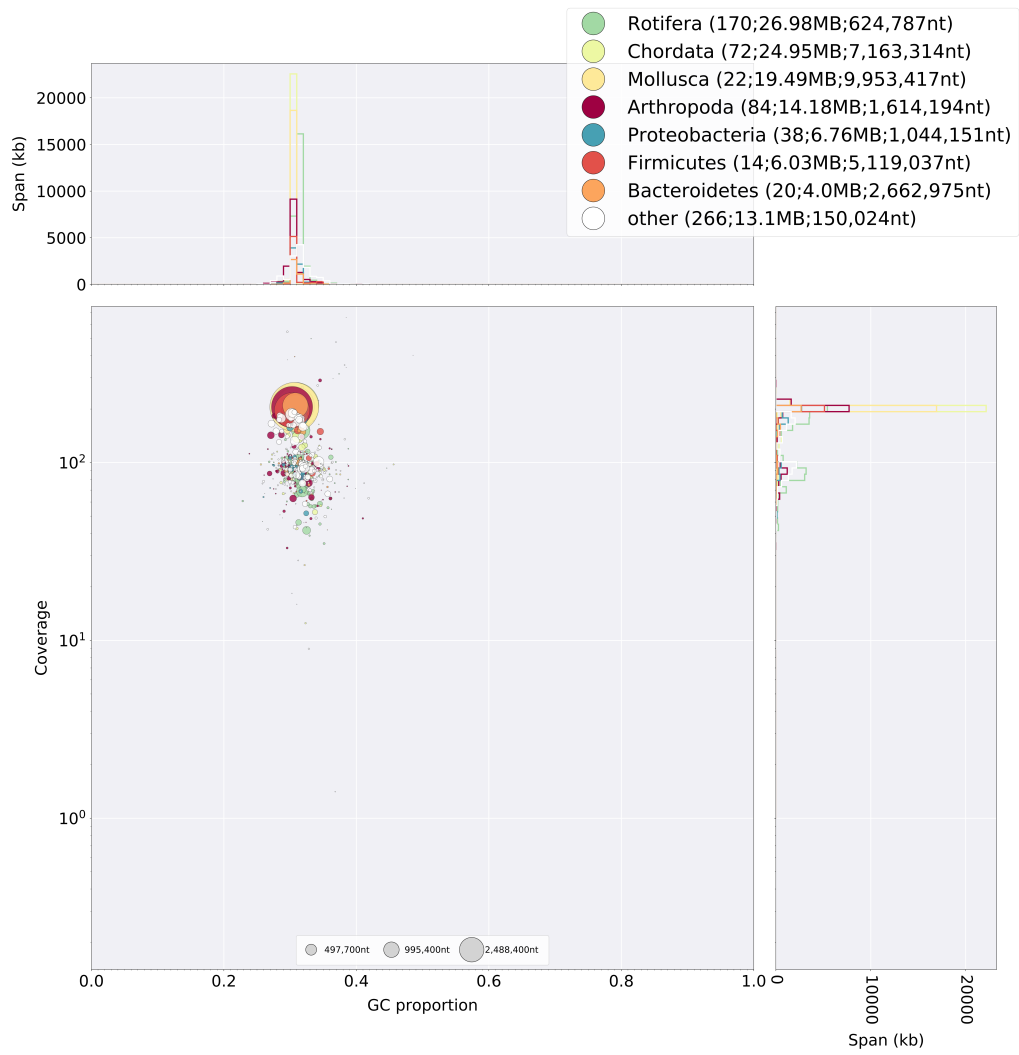 Rotifera (170;26.98MB;624,787nt)
Chordata (72;24.95MB;7,163,314nt)
Mollusca (22;19.49MB;9,953,417nt)
Arthropoda (84;14.18MB;1,614,194nt)
Proteobacteria (38;6.76MB;1,044,151nt)
Firmicutes (14;6.03MB;5,119,037nt)
Bacteroidetes (20;4.0MB;2,662,975nt)
other (266;13.1MB;150,024nt)
Span (kb)
20000
15000
10000
5000
0
Coverage
10²
10¹
10⁰
497,700nt 995,400nt 2,488,400nt
0.0 0.2 0.4 0.6 0.8 1.0
GC proportion
0 10000 20000
Span (kb)